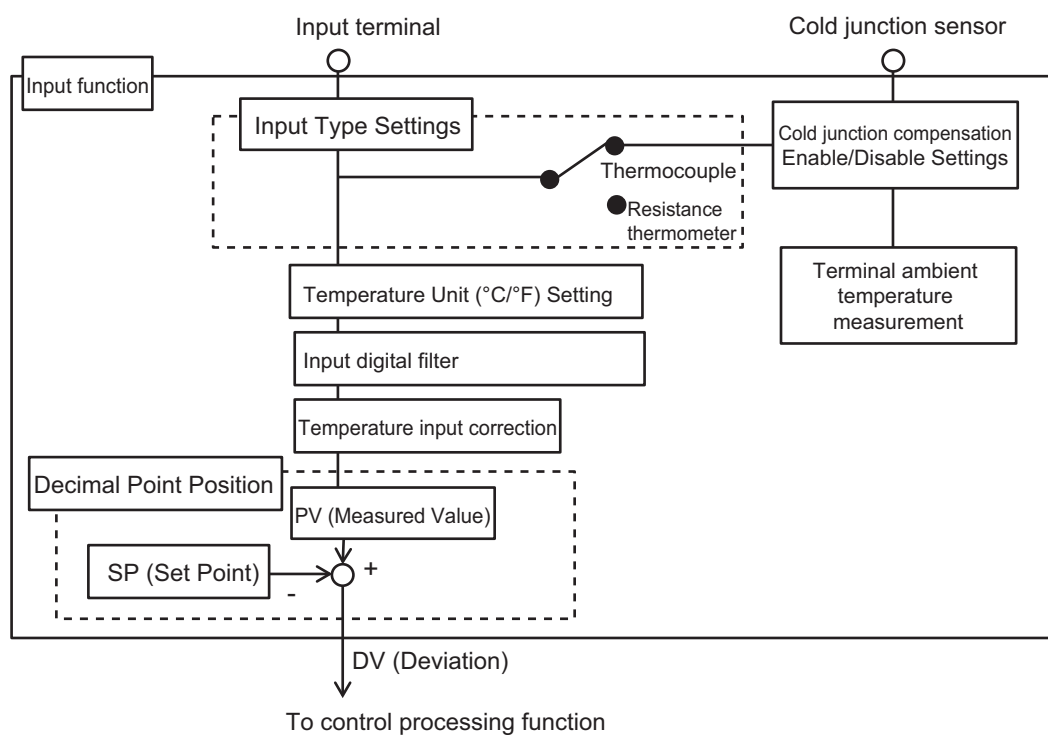 Input terminal
Cold junction sensor
Input function
Input Type Settings
Cold junction compensation
Enable/Disable Settings
Thermocouple
Resistance
thermometer
Terminal ambient
temperature
measurement
Temperature Unit (°C/°F) Setting
Input digital filter
Temperature input correction
Decimal Point Position
PV (Measured Value)
SP (Set Point)
+
-
DV (Deviation)
To control processing function